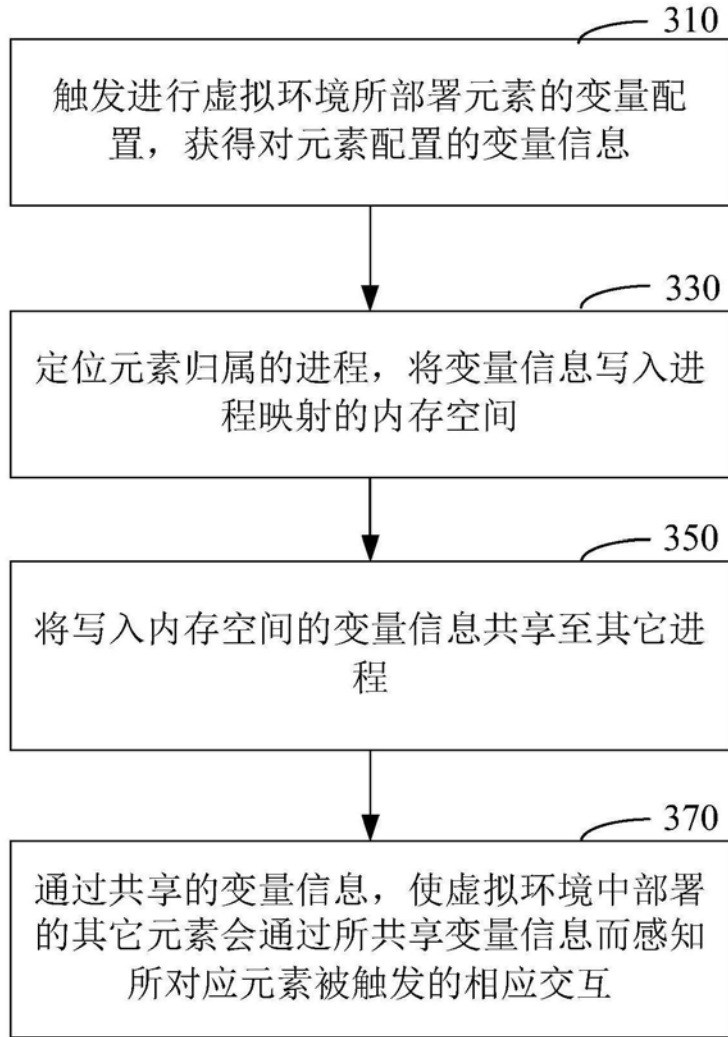 310
触发进行虚拟环境所部署元素的变量配
置，获得对元素配置的变量信息
330
定位元素归属的进程，将变量信息写入进
程映射的内存空间
350
将写入内存空间的变量信息共享至其它进
程
370
通过共享的变量信息，使虚拟环境中部署
的其它元素会通过所共享变量信息而感知
所对应元素被触发的相应交互